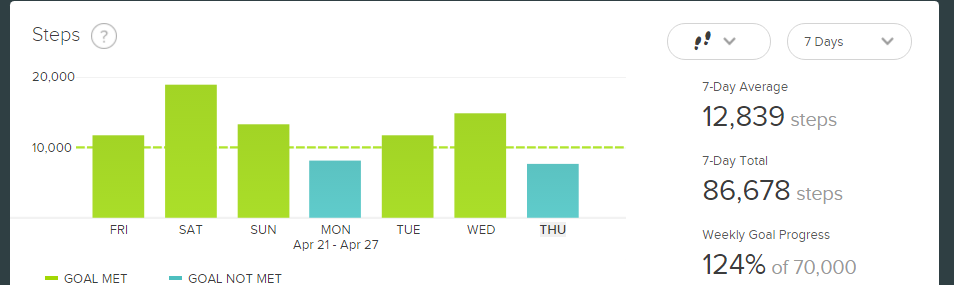 Steps ?
7 Days
20,000
10,000
FRI SAT SUN MON TUE WED THU
Apr 21 - Apr 27
GOAL MET GOAL NOT MET
7-Day Average
12,839 steps
7-Day Total
86,678 steps
Weekly Goal Progress
124% of 70,000